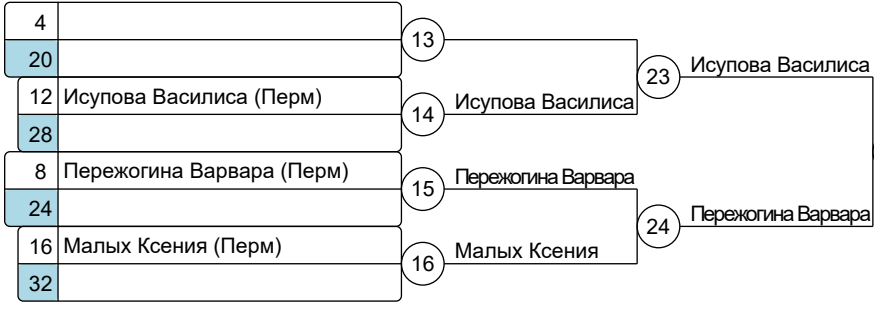 4
13
20
23
Исупова Василиса
12 Исупова Василиса (Перм)
14
Исупова Василиса
28
8 Пережогина Варвара (Перм)
15
Пережогина Варвара
24
24
Пережогина Варвара
16 Малых Ксения (Перм)
16
Малых Ксения
32